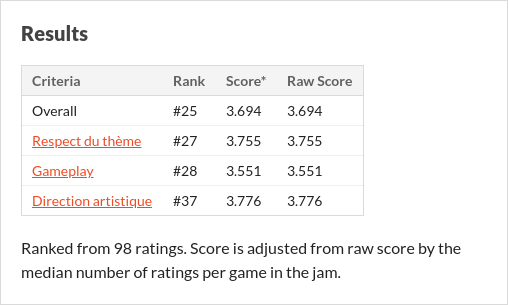 Results
Criteria Rank Score* Raw Score
Overall #25 3.694 3.694
Respect du thème #27 3.755 3.755
Gameplay #28 3.551 3.551
Direction artistique #37 3.776 3.776
Ranked from 98 ratings. Score is adjusted from raw score by the
median number of ratings per game in the jam.